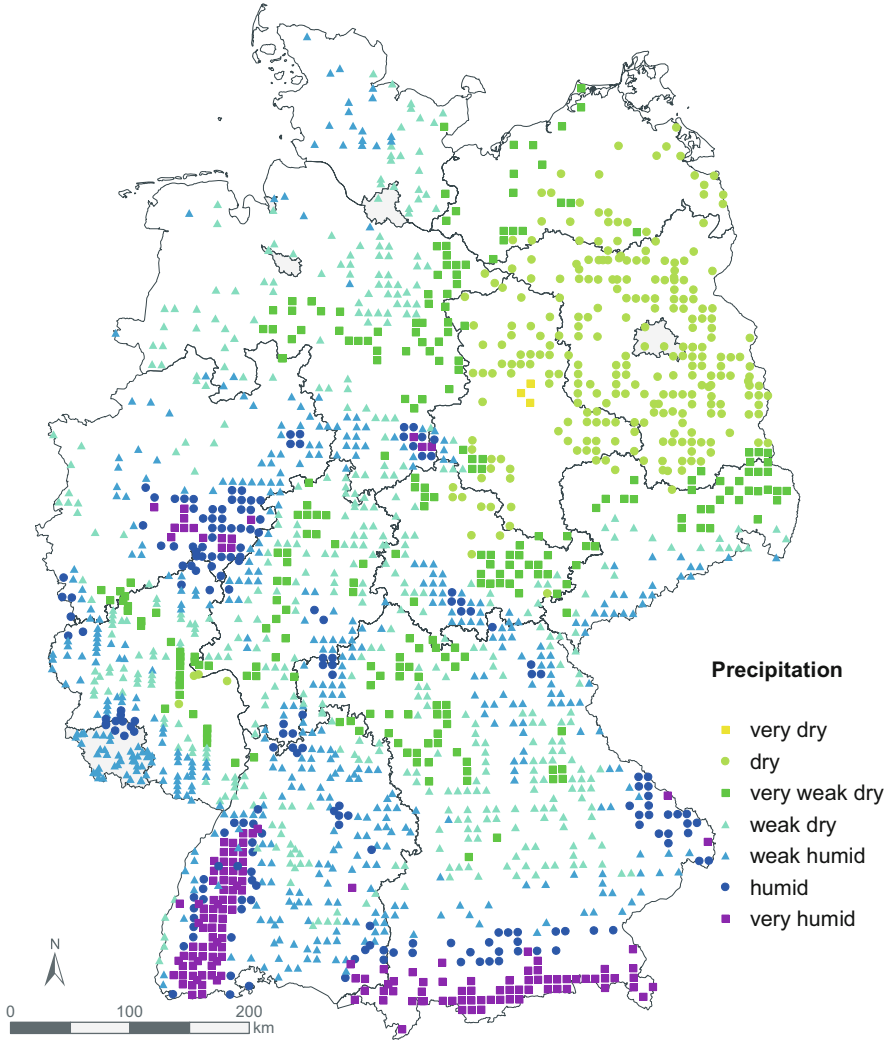 Precipitation
very dry
dry
very weak dry
weak dry
weak humid
humid
very humid
N
0 100 200
km